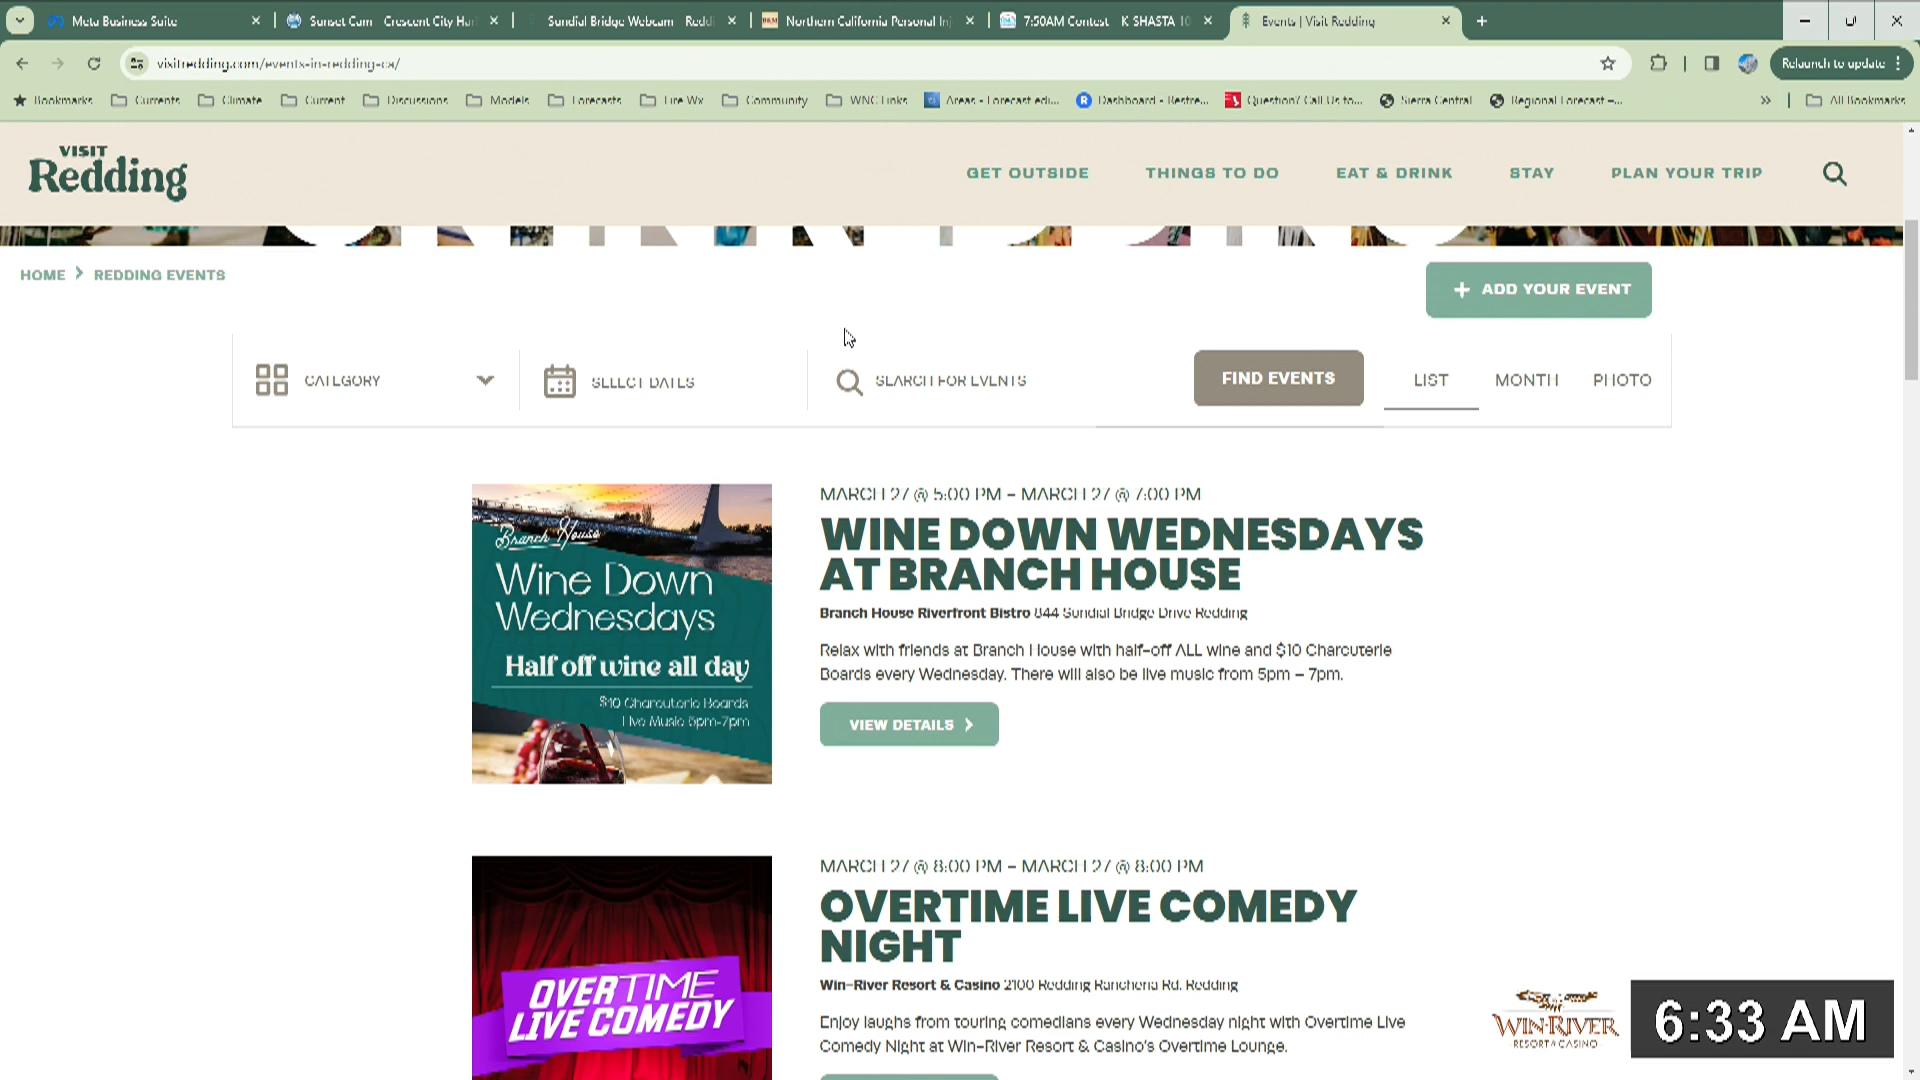 Meta Business Suite
Sunset Cam Crescent City Har
Sundial Bridge Webcam Reddi
Northern California Personal Inj
7:50AM Contest K-SHASTA 10
Events | Visit Redding
visitredding.com/events-in-redding-ca/
Relaunch to update
Bookmarks
Currents
Climate
Current
Discussions
Models
Forecasts
Fire Wx
Community
WNC Links
Areas - Forecast edi...
Dashboard - Restre...
Question? Call Us to...
Sierra Central
Regional Forecast –...
All Bookmarks
VISIT
Redding
GET OUTSIDE
THINGS TO DO
EAT & DRINK
STAY
PLAN YOUR TRIP
HOME > REDDING EVENTS
+ ADD YOUR EVENT
CATEGORY
SELECT DATES
SEARCH FOR EVENTS
FIND EVENTS
LIST
MONTH
PHOTO
Branch House
Wine Down
Wednesdays
Half off wine all day
$10 Charcuterie Boards
Live Music 5pm-7pm
MARCH 27 @ 5:00 PM – MARCH 27 @ 7:00 PM
WINE DOWN WEDNESDAYS
AT BRANCH HOUSE
Branch House Riverfront Bistro 844 Sundial Bridge Drive Redding
Relax with friends at Branch House with half-off ALL wine and $10 Charcuterie
Boards every Wednesday. There will also be live music from 5pm – 7pm.
VIEW DETAILS >
OVERTIME
LIVE COMEDY
MARCH 27 @ 8:00 PM – MARCH 27 @ 8:00 PM
OVERTIME LIVE COMEDY
NIGHT
Win-River Resort & Casino 2100 Redding Rancheria Rd. Redding
Enjoy laughs from touring comedians every Wednesday night with Overtime Live
Comedy Night at Win-River Resort & Casino's Overtime Lounge.
WIN-RIVER
RESORT & CASINO
6:33 AM